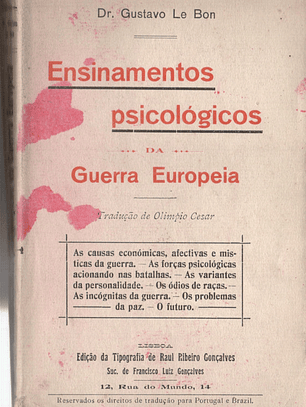 Dr. Gustavo Le Bon
Ensinamentos
psicológicos
DA
Guerra Europeia
Tradução de Olimpio Cezar
As causas económicas, afectivas e mis-
ticas da guerra. — As forças psicológicas
acionando nas batalhas. — As variantes
da personalidade. — Os ódios de raças. —
As incógnitas da guerra. — Os problemas
da paz. — O futuro.
LISBOA
Edição da Tipografia de Raul Ribeiro Gonçalves
Suc. de Francisco Luiz Gonçalves
12, Rua do Mundo, 14
Reservados os direitos de tradução para Portugal e Brazil.